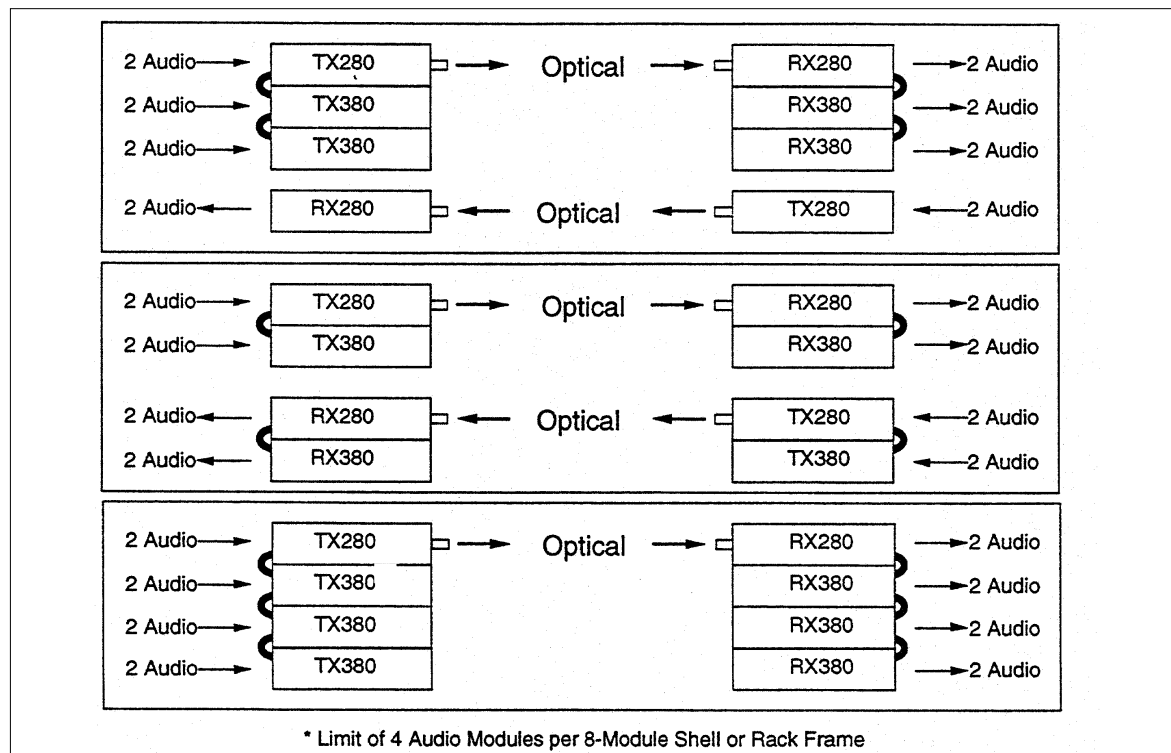 2 Audio TX280 Optical RX280 2 Audio
2 Audio TX380 RX380 2 Audio
2 Audio TX380 RX380 2 Audio
2 Audio RX280 Optical TX280 2 Audio
2 Audio TX280 Optical RX280 2 Audio
2 Audio TX380 RX380 2 Audio
2 Audio RX280 Optical TX280 2 Audio
2 Audio RX380 TX380 2 Audio
2 Audio TX280 Optical RX280 2 Audio
2 Audio TX380 RX380 2 Audio
2 Audio TX380 RX380 2 Audio
2 Audio TX380 RX380 2 Audio
* Limit of 4 Audio Modules per 8-Module Shell or Rack Frame